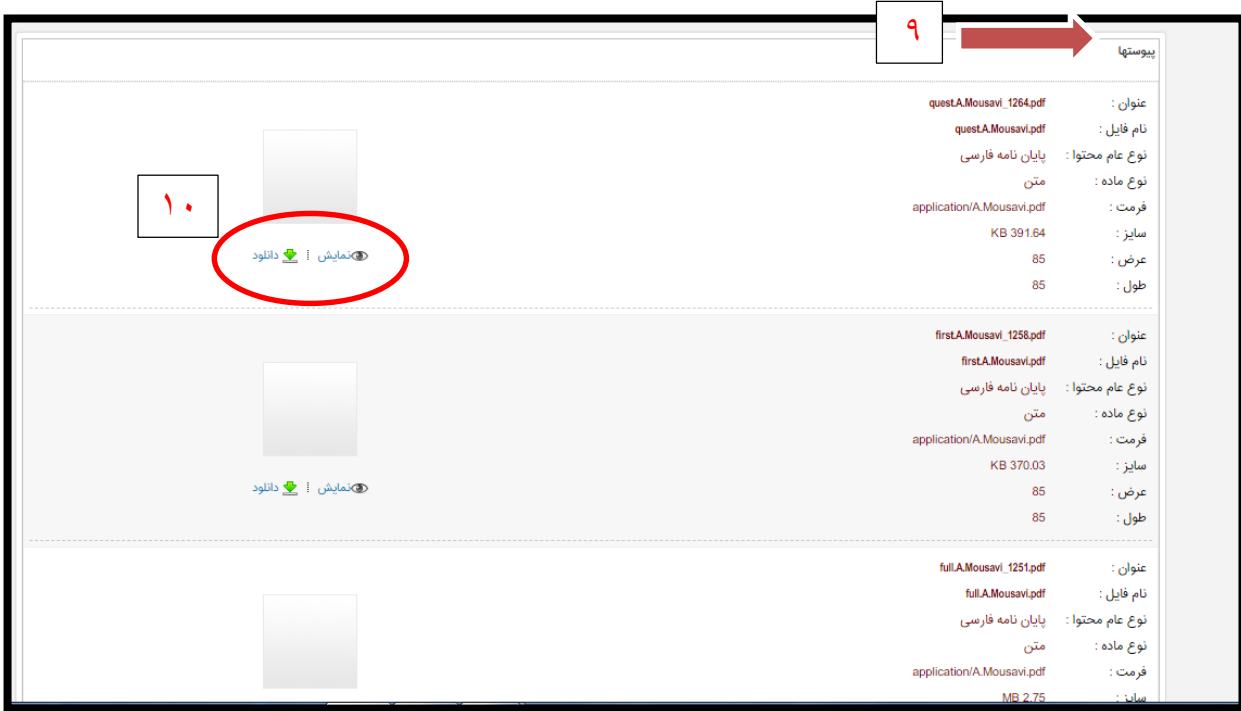 ۹
پیوستها
عنوان : quest.A.Mousavi_1264.pdf
نام فایل : quest.A.Mousavi.pdf
نوع عام محتوا : پایان نامه فارسی
نوع ماده : متن
فرمت : application/A.Mousavi.pdf
سایز : KB 391.64
عرض : 85
طول : 85
۱۰
نمایش ¦ دانلود
عنوان : first.A.Mousavi_1258.pdf
نام فایل : first.A.Mousavi.pdf
نوع عام محتوا : پایان نامه فارسی
نوع ماده : متن
فرمت : application/A.Mousavi.pdf
سایز : KB 370.03
عرض : 85
طول : 85
نمایش ¦ دانلود
عنوان : full.A.Mousavi_1251.pdf
نام فایل : full.A.Mousavi.pdf
نوع عام محتوا : پایان نامه فارسی
نوع ماده : متن
فرمت : application/A.Mousavi.pdf
سایز : MB 2.75